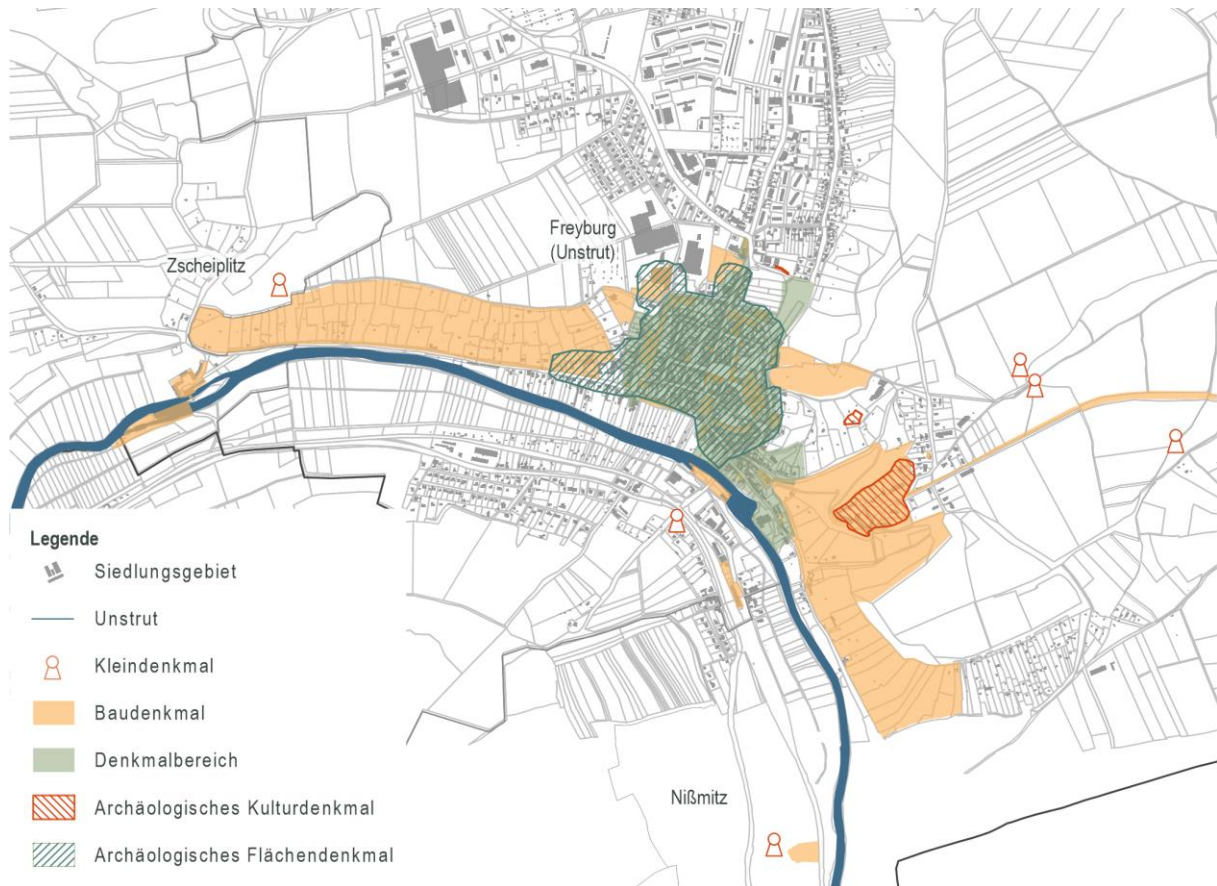 Freyburg
(Unstrut)
Zscheiplitz
Nißmitz
Legende
Siedlungsgebiet
Unstrut
Kleindenkmal
Baudenkmal
Denkmalbereich
Archäologisches Kulturdenkmal
Archäologisches Flächendenkmal